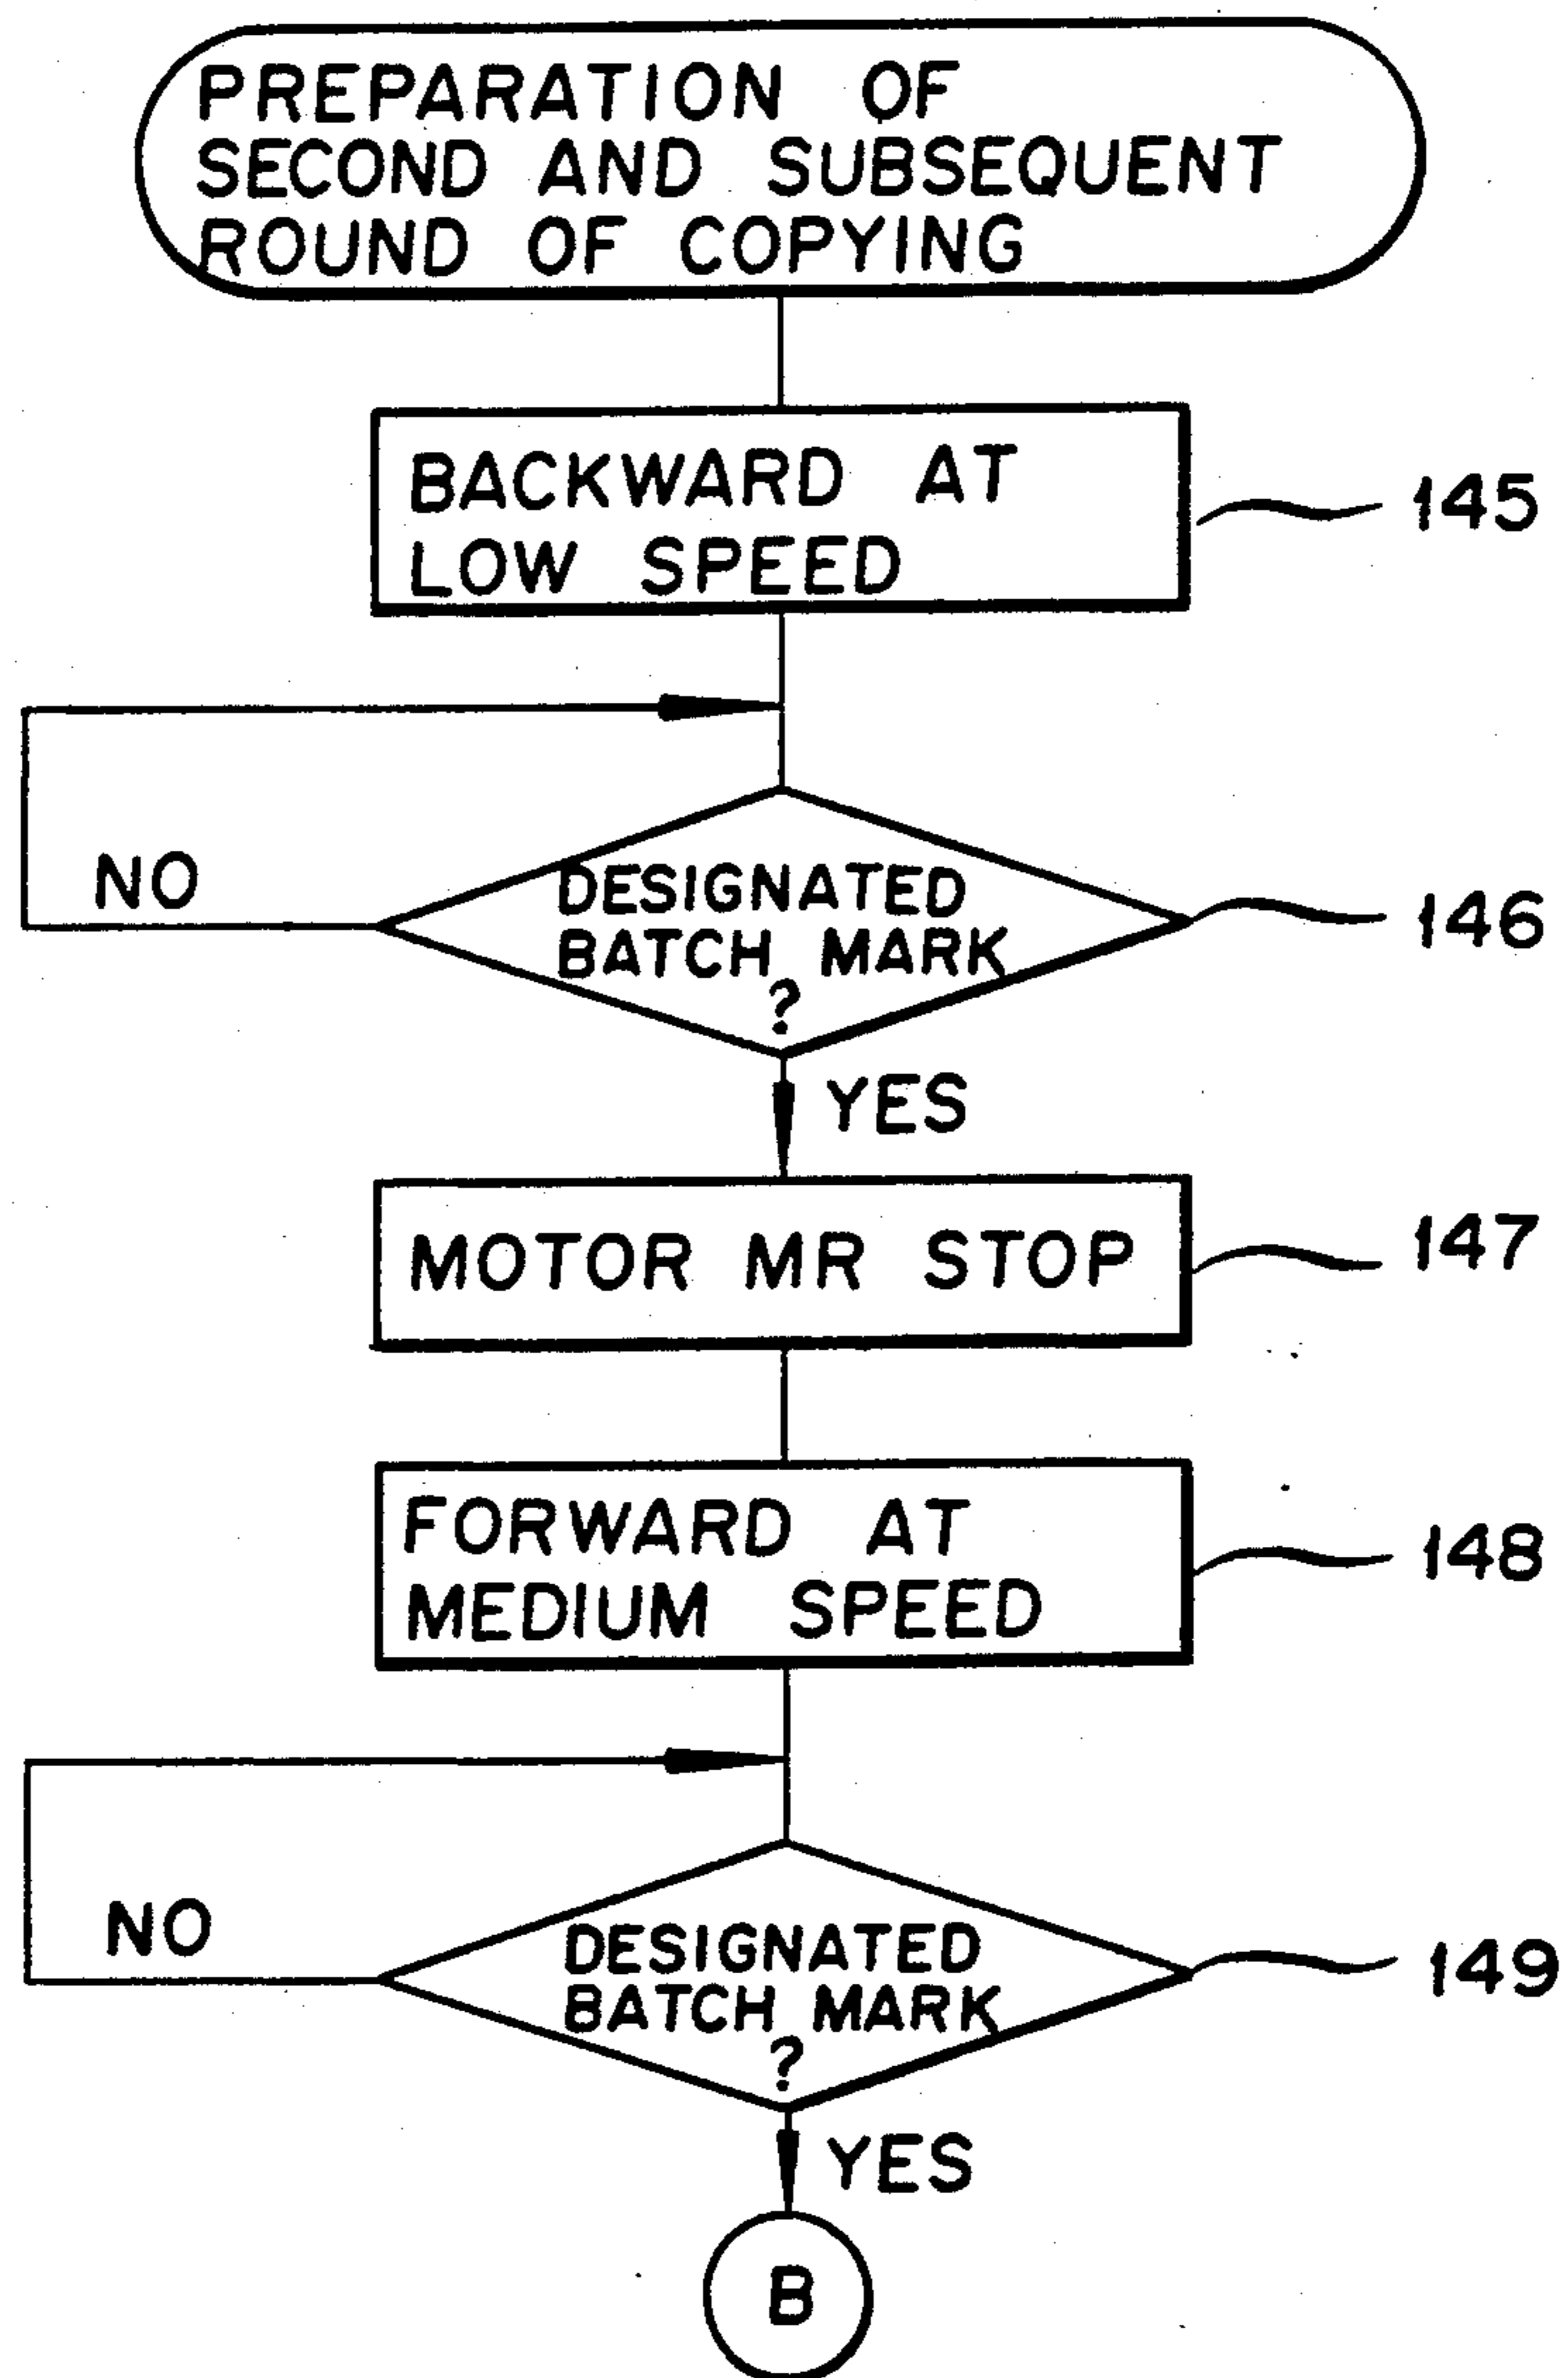 PREPARATION OF
SECOND AND SUBSEQUENT
ROUND OF COPYING
BACKWARD AT
LOW SPEED
145
NO
DESIGNATED
BATCH MARK
?
146
YES
MOTOR MR STOP
147
FORWARD AT
MEDIUM SPEED
148
NO
DESIGNATED
BATCH MARK
?
149
YES
B